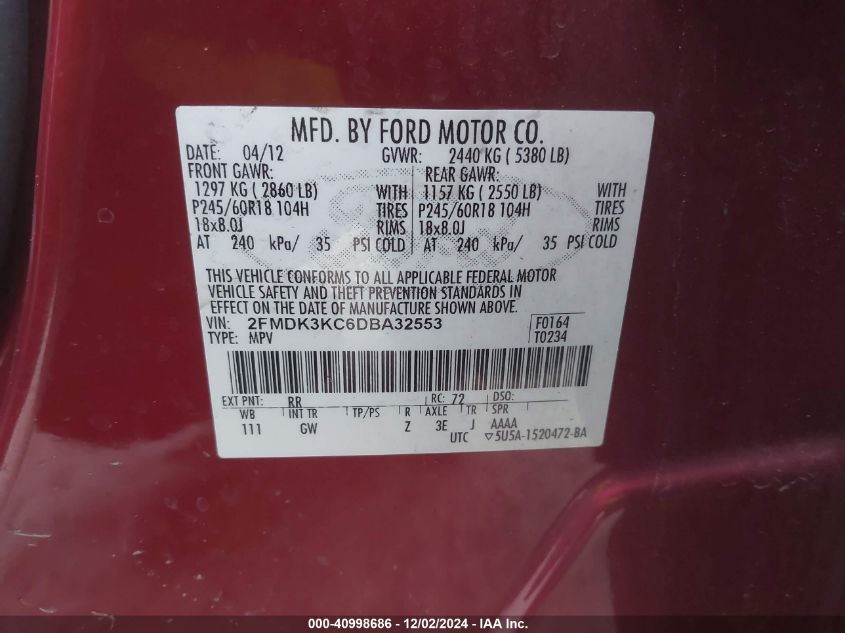 MFD. BY FORD MOTOR CO.
DATE: 04/12 GVWR: 2440 KG ( 5380 LB)
FRONT GAWR: REAR GAWR:
1297 KG ( 2860 LB) WITH 1157 KG ( 2550 LB) WITH
P245/60R18 104H TIRES P245/60R18 104H TIRES
18x8.0J RIMS 18x8.0J RIMS
AT 240 kPa/ 35 PSI COLD AT 240 kPa/ 35 PSI COLD
THIS VEHICLE CONFORMS TO ALL APPLICABLE FEDERAL MOTOR
VEHICLE SAFETY AND THEFT PREVENTION STANDARDS IN
EFFECT ON THE DATE OF MANUFACTURE SHOWN ABOVE.
VIN: 2FMDK3KC6DBA32553 F0164
TYPE: MPV T0234
EXT PNT: RR RC: 72 DSO:
WB INT TR TP/PS R AXLE TR SPR
111 GW Z 3E J AAAA
UTC ▽5U5A-1520472-BA
000-40998686 - 12/02/2024 - IAAI.com.